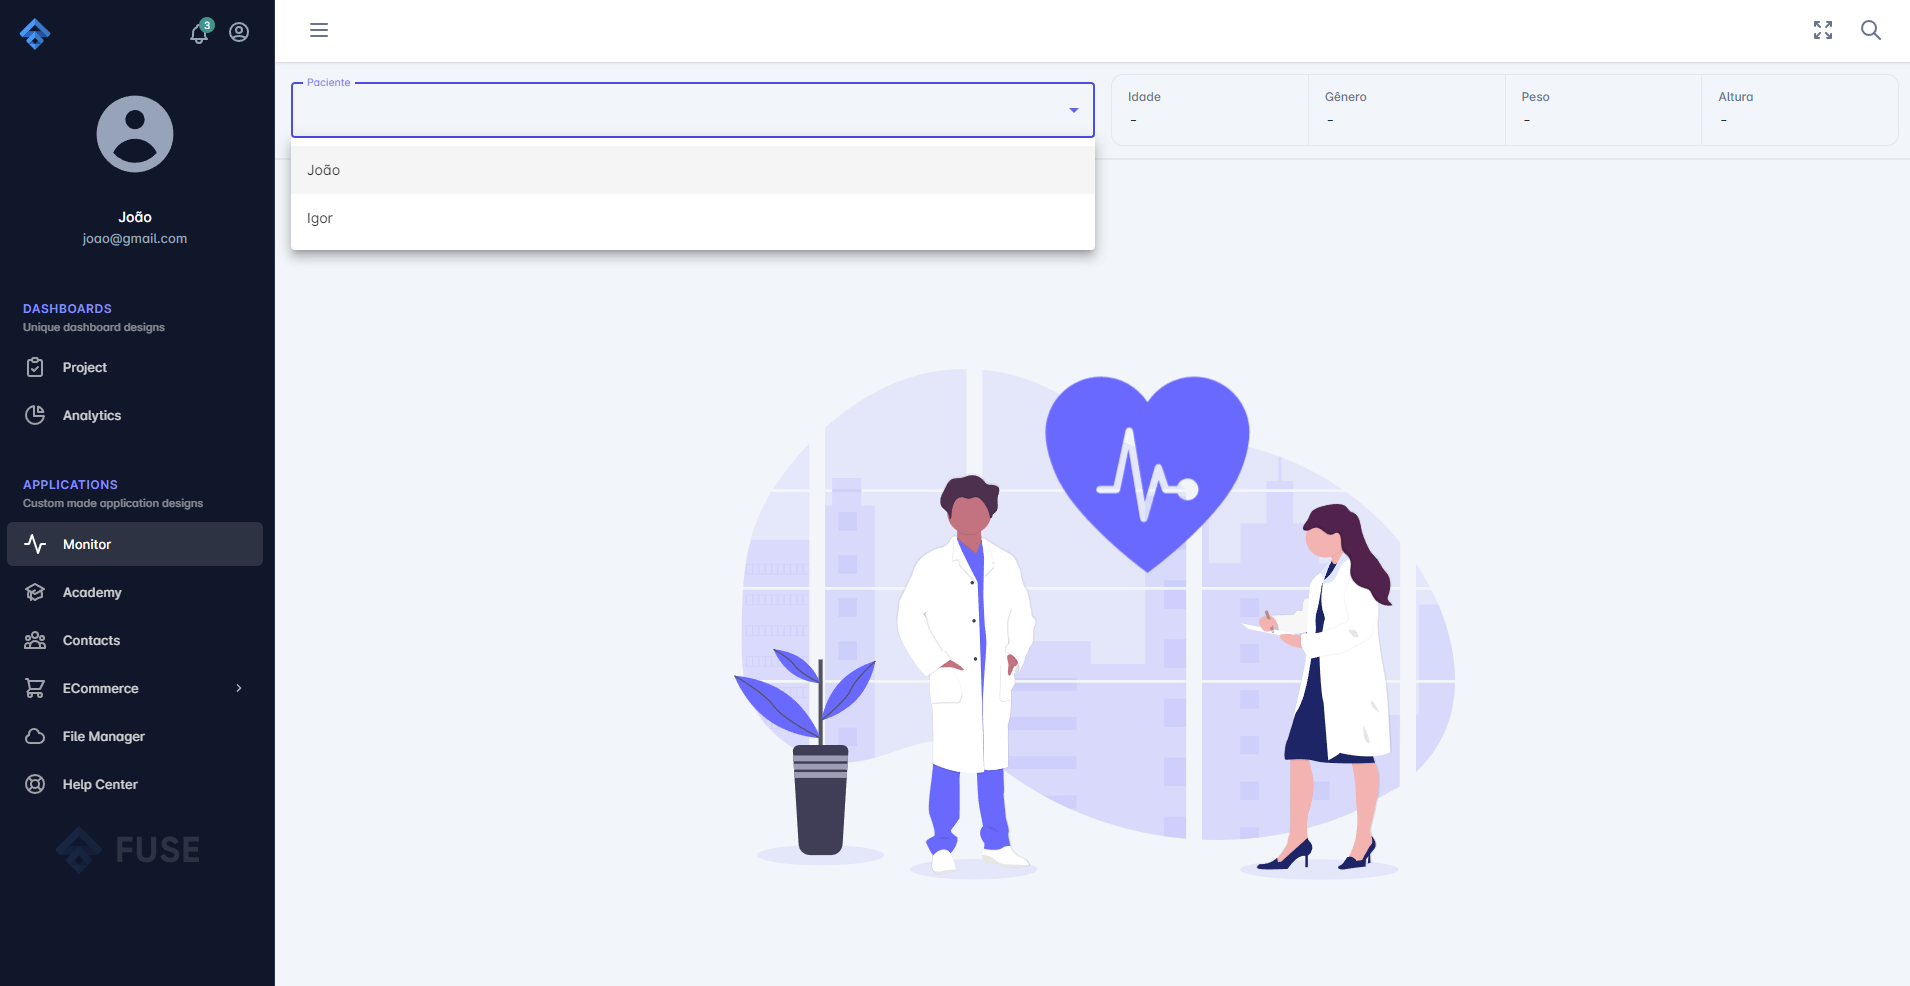 3
João
joao@gmail.com
DASHBOARDS
Unique dashboard designs
Project
Analytics
APPLICATIONS
Custom made application designs
Monitor
Academy
Contacts
ECommerce
File Manager
Help Center
FUSE
Paciente
João
Igor
Idade
-
Gênero
-
Peso
-
Altura
-